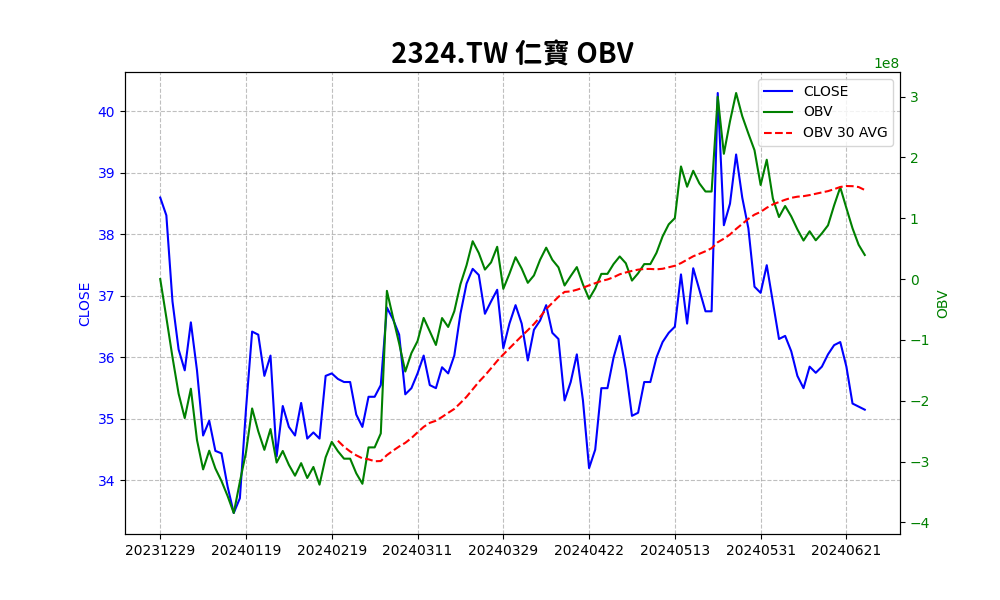 2324.TW 仁寶 OBV
1e8
CLOSE
OBV
OBV 30 AVG
40
39
38
37
36
35
34
CLOSE
3
2
1
0
−1
−2
−3
−4
OBV
20231229 20240119 20240219 20240311 20240329 20240422 20240513 20240531 20240621